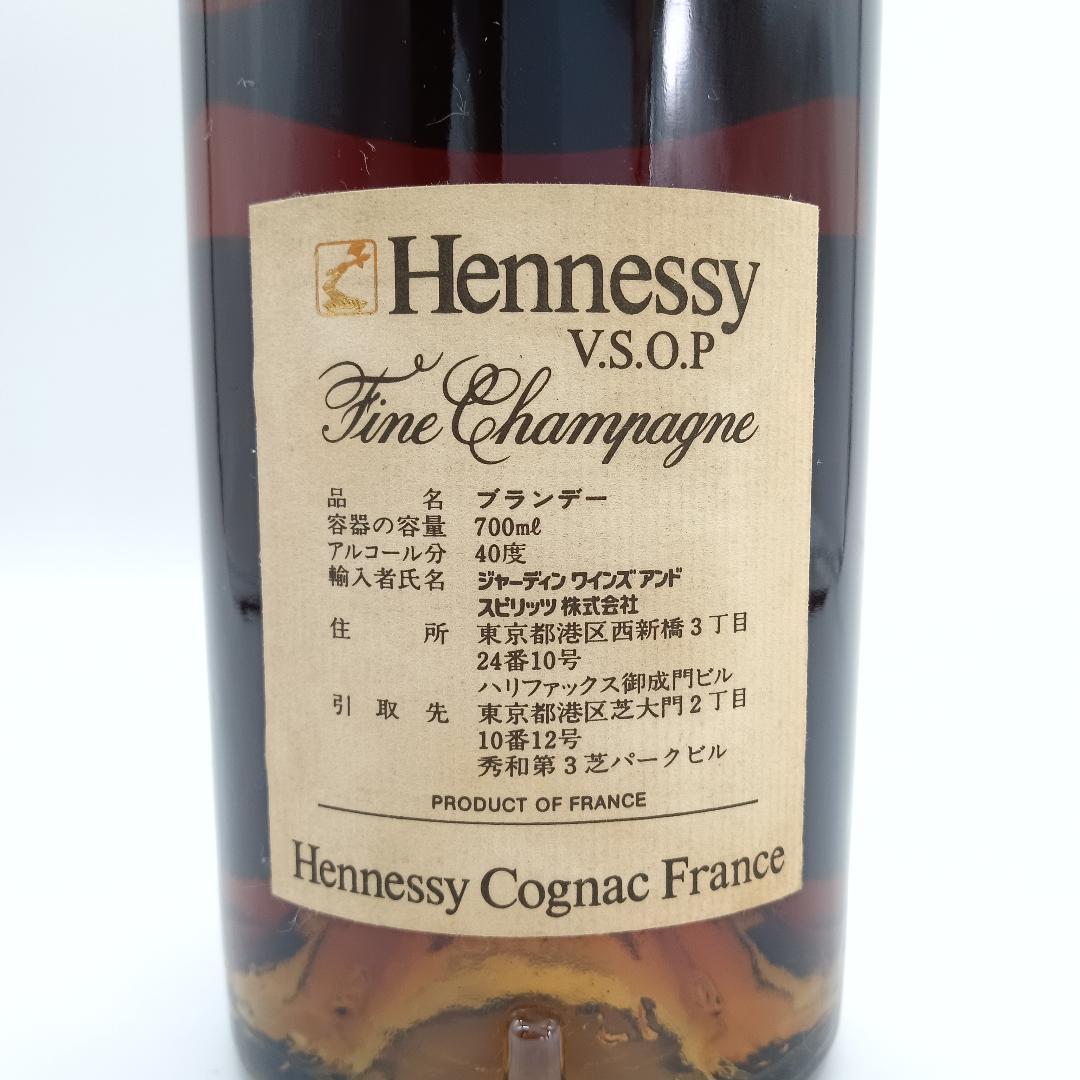 Hennessy
V.S.O.P
Fine Champagne
品名 ブランデー
容器の容量 700mℓ
アルコール分 40度
輸入者氏名 ジャーディン ワインズ アンド
スピリッツ 株式会社
住所 東京都港区西新橋3丁目
24番10号
ハリファックス御成門ビル
引取先 東京都港区芝大門2丁目
10番12号
秀和第3芝パークビル
PRODUCT OF FRANCE
Hennessy Cognac France